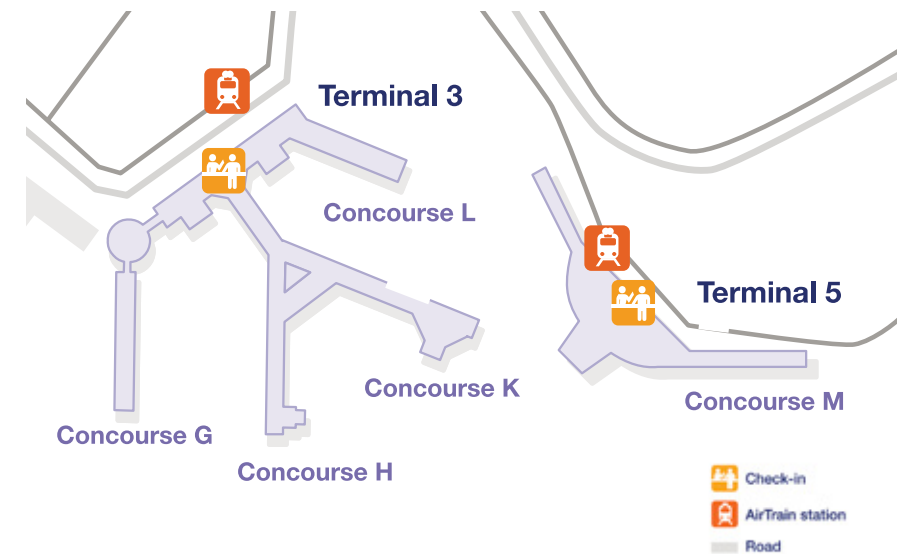 Terminal 3
Concourse L
Terminal 5
Concourse K
Concourse M
Concourse G
Concourse H
Check-in
AirTrain station
Road